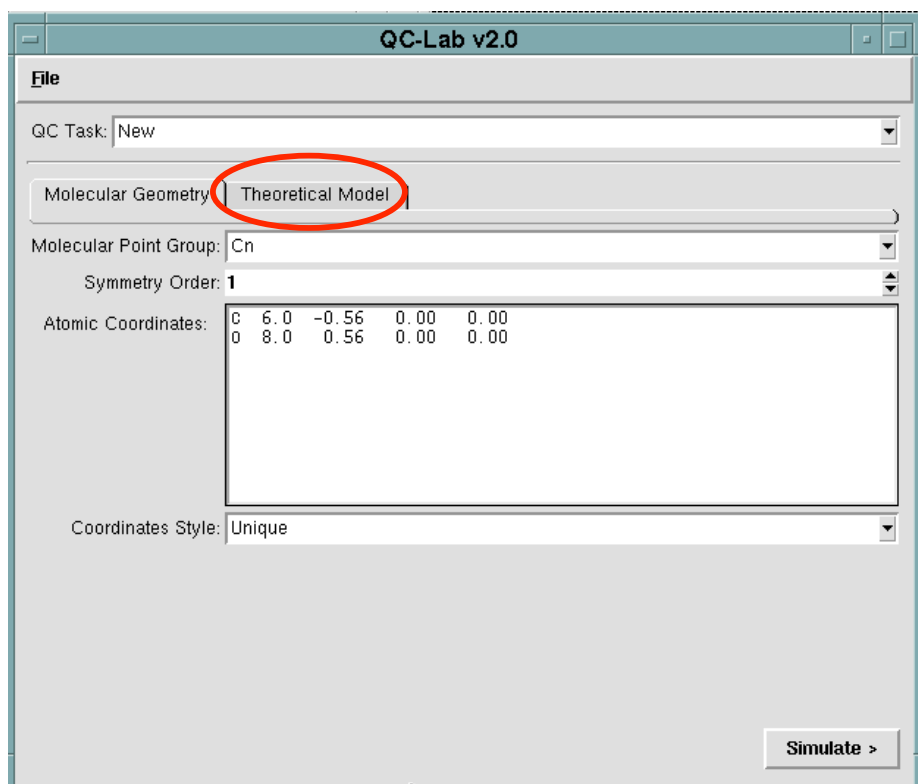 QC-Lab v2.0
File
QC Task: New
Molecular Geometry Theoretical Model
Molecular Point Group: Cn
Symmetry Order: 1
Atomic Coordinates: C 6.0 -0.56 0.00 0.00
O 8.0 0.56 0.00 0.00
Coordinates Style: Unique
Simulate >